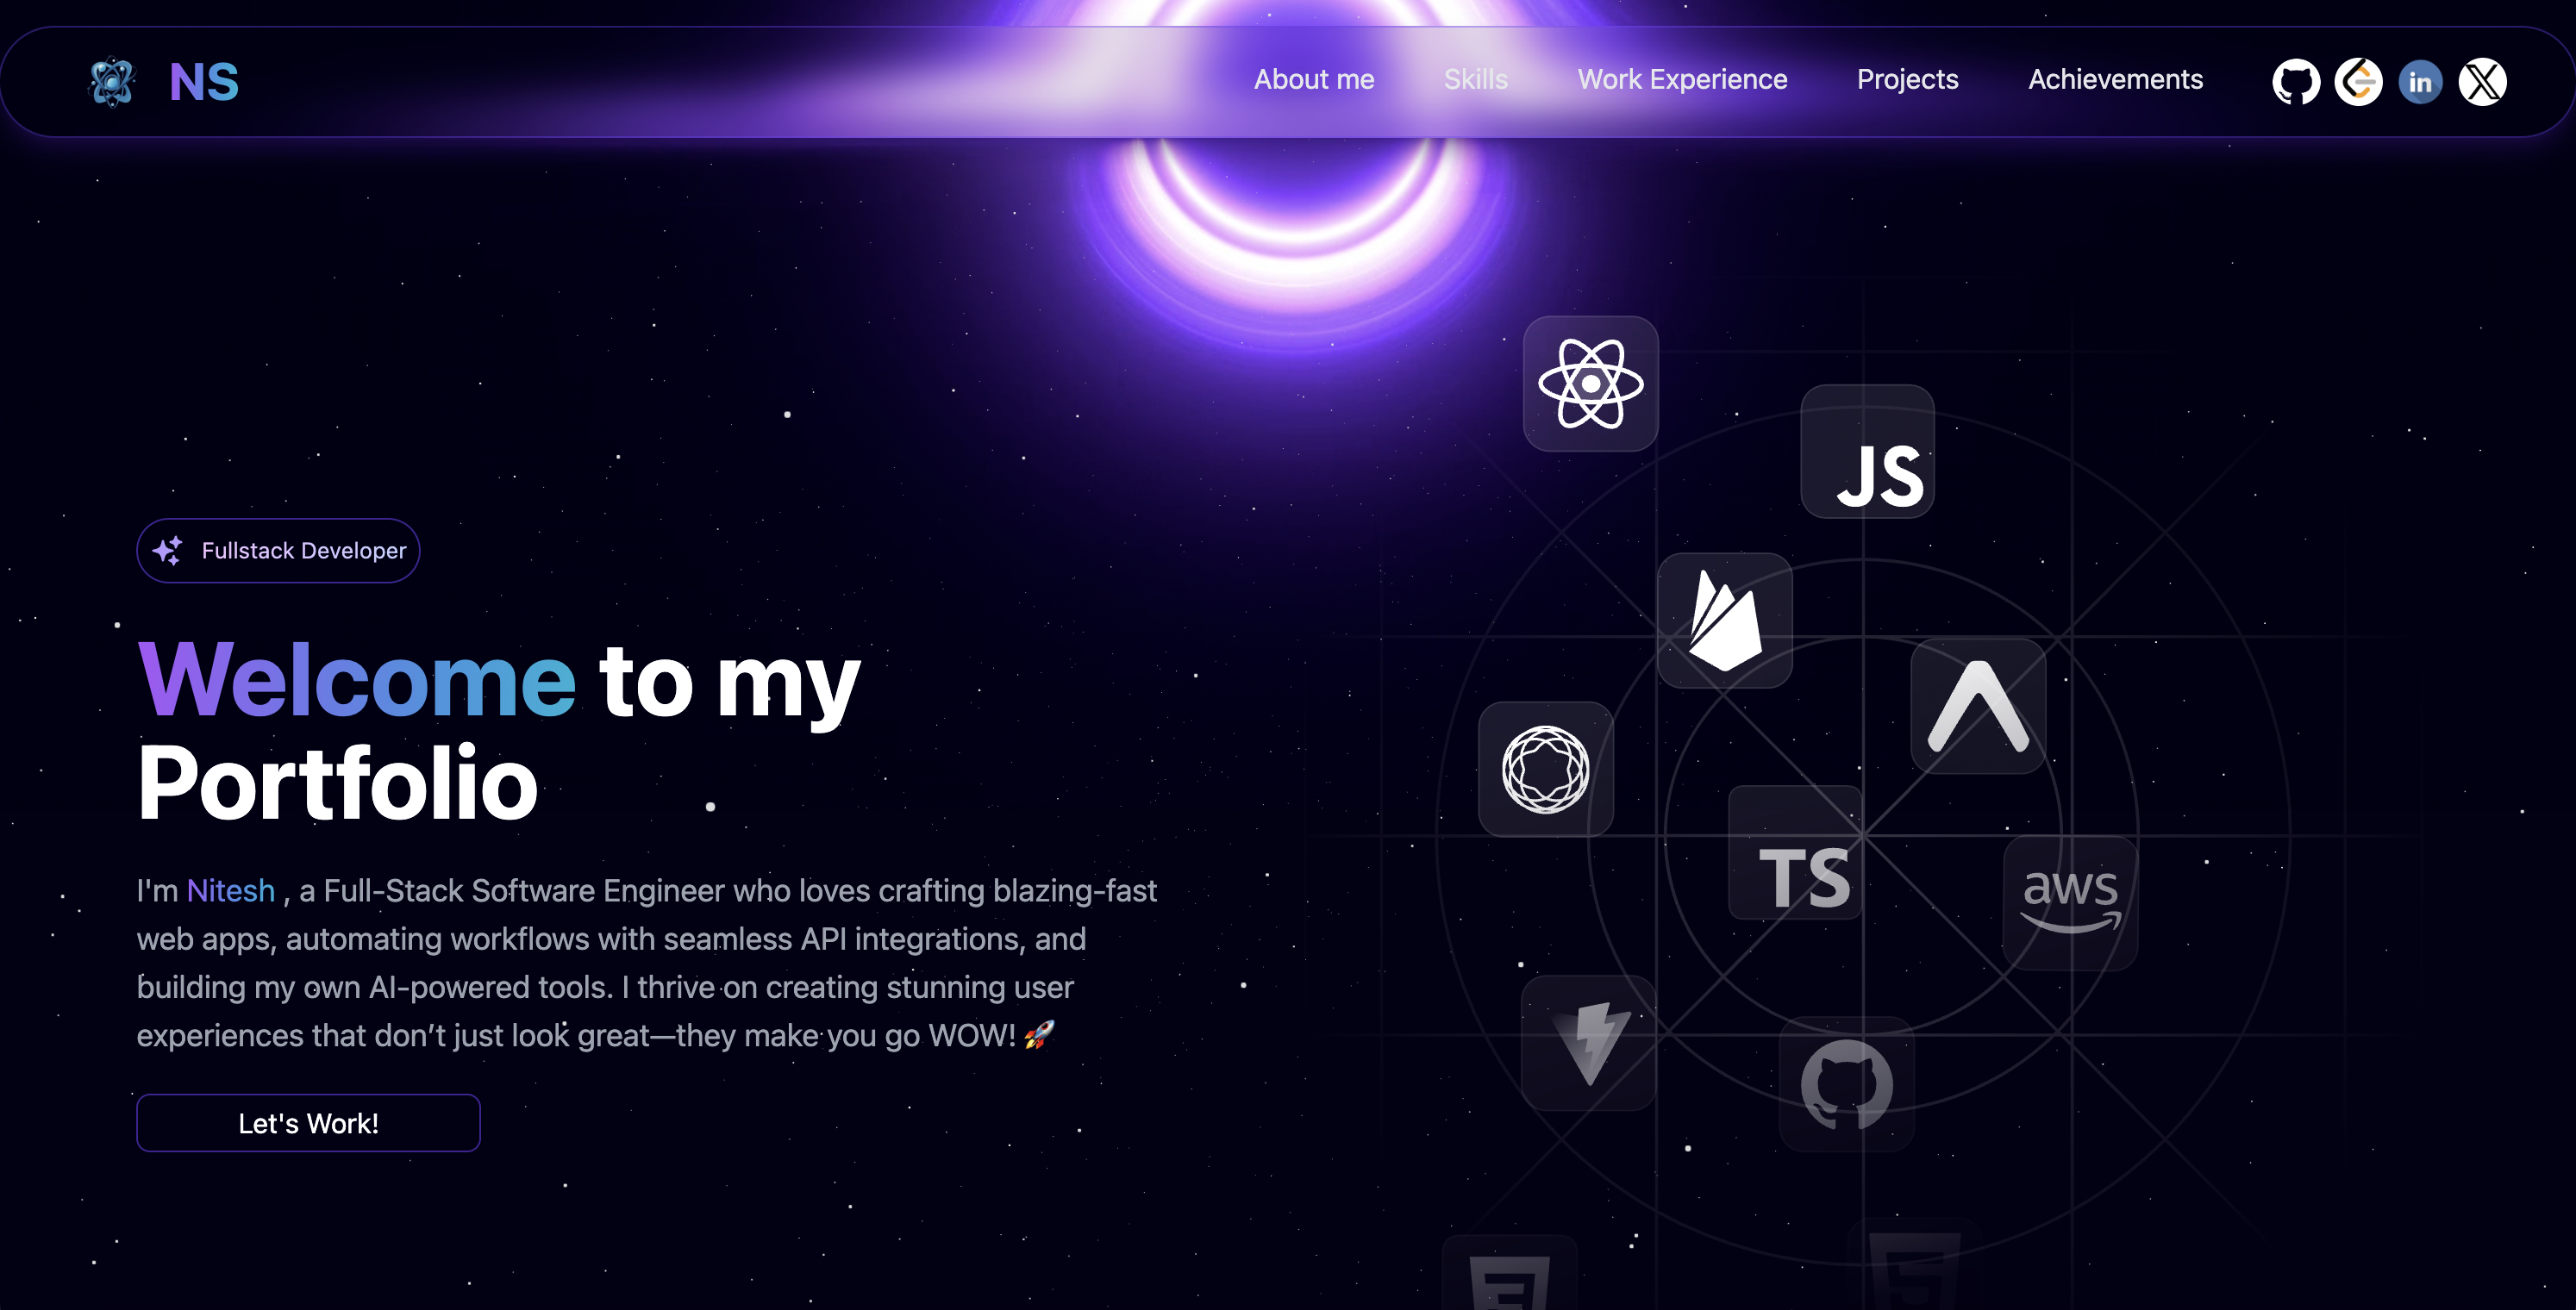 NS
About me
Skills
Work Experience
Projects
Achievements
in
X
JS
Fullstack Developer
Welcome to my
Portfolio
TS
aws
I'm Nitesh , a Full-Stack Software Engineer who loves crafting blazing-fast
web apps, automating workflows with seamless API integrations, and
building my own AI-powered tools. I thrive on creating stunning user
experiences that don’t just look great—they make you go WOW! 🚀
Let's Work!